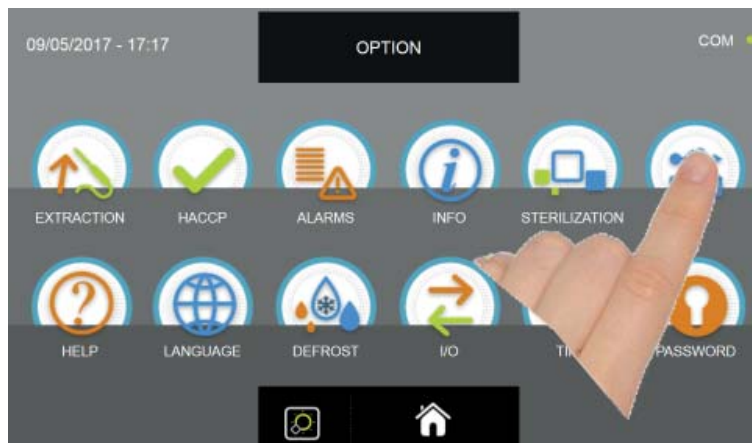 09/05/2017 - 17:17
OPTION
COM
EXTRACTION
HACCP
ALARMS
INFO
STERILIZATION
HELP
LANGUAGE
DEFROST
I/O
PASSWORD